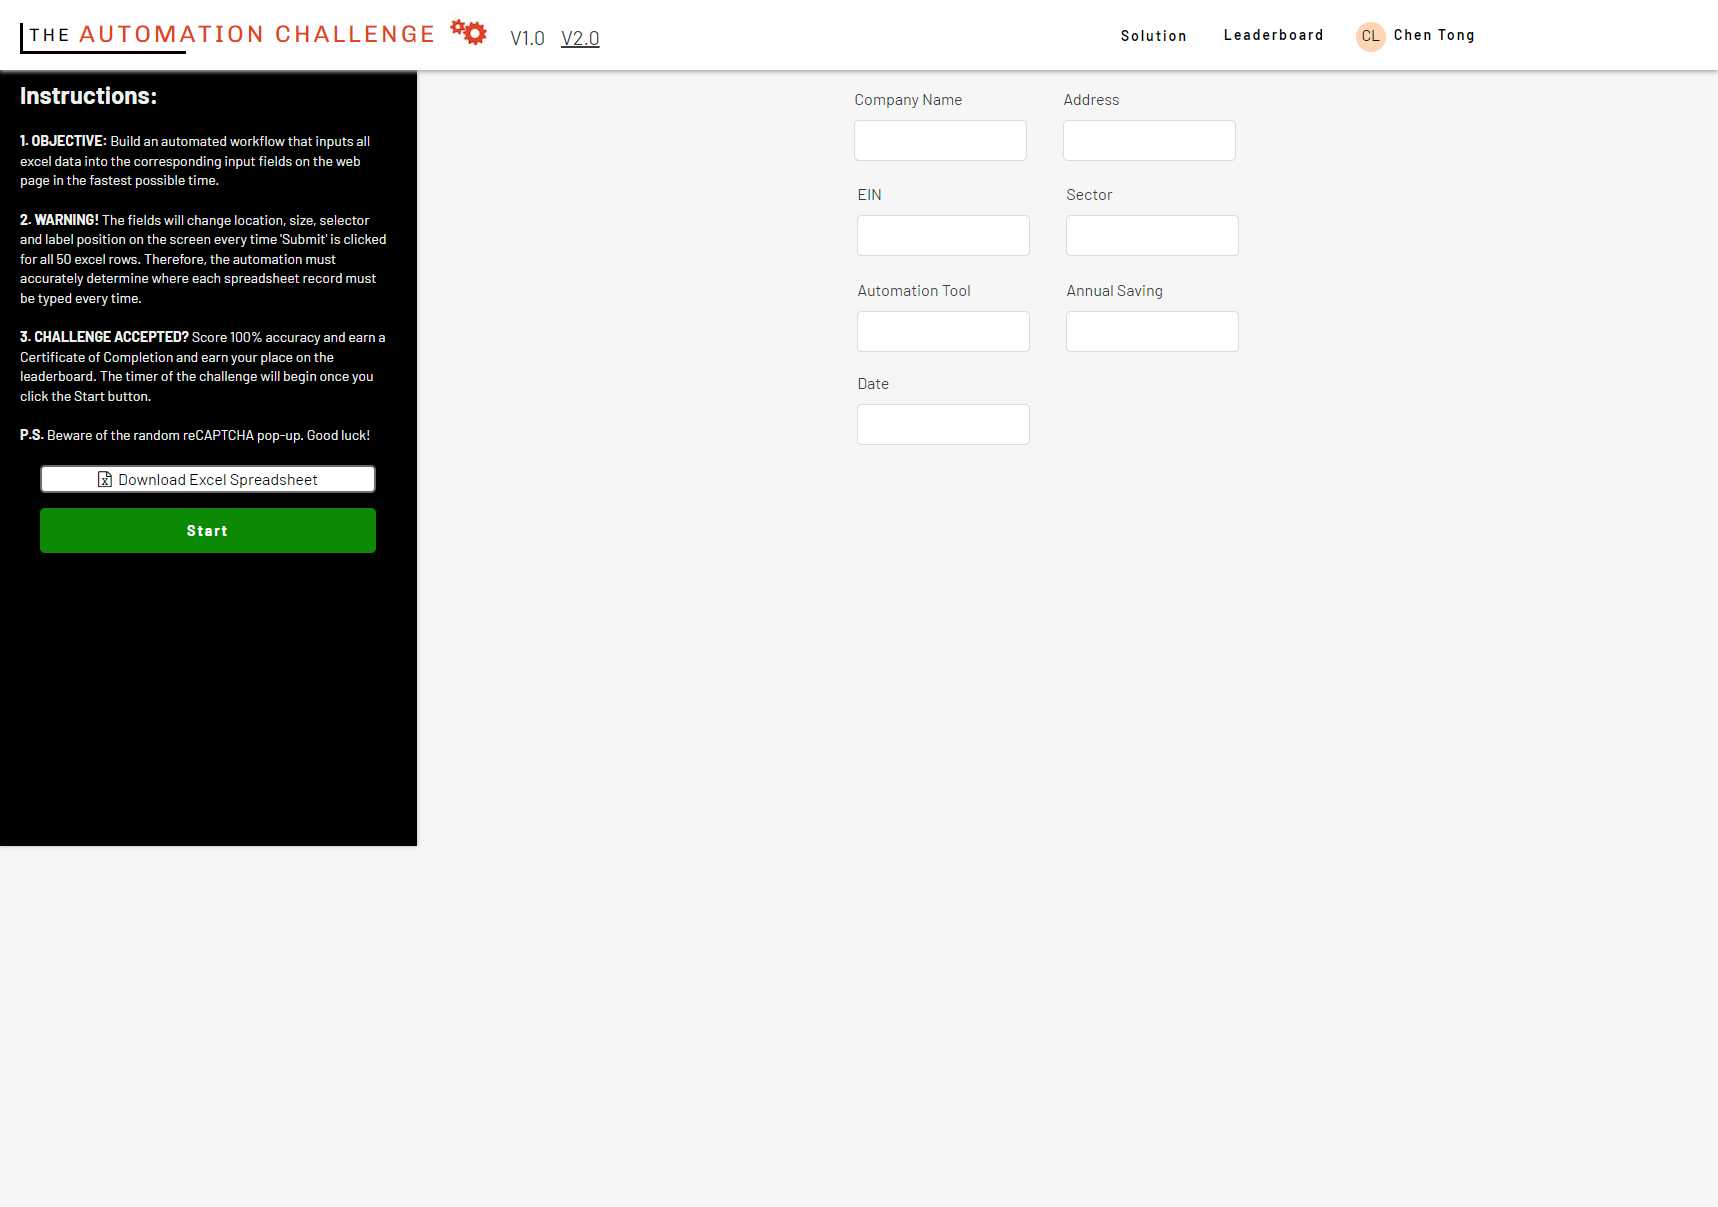 THE AUTOMATION CHALLENGE V1.0 V2.0 Solution Leaderboard CL Chen Tong
Instructions:
1. OBJECTIVE: Build an automated workflow that inputs all
excel data into the corresponding input fields on the web
page in the fastest possible time.
2. WARNING! The fields will change location, size, selector
and label position on the screen every time 'Submit' is clicked
for all 50 excel rows. Therefore, the automation must
accurately determine where each spreadsheet record must
be typed every time.
3. CHALLENGE ACCEPTED? Score 100% accuracy and earn a
Certificate of Completion and earn your place on the
leaderboard. The timer of the challenge will begin once you
click the Start button.
P.S. Beware of the random reCAPTCHA pop-up. Good luck!
Download Excel Spreadsheet
Start
Company Name Address
EIN Sector
Automation Tool Annual Saving
Date